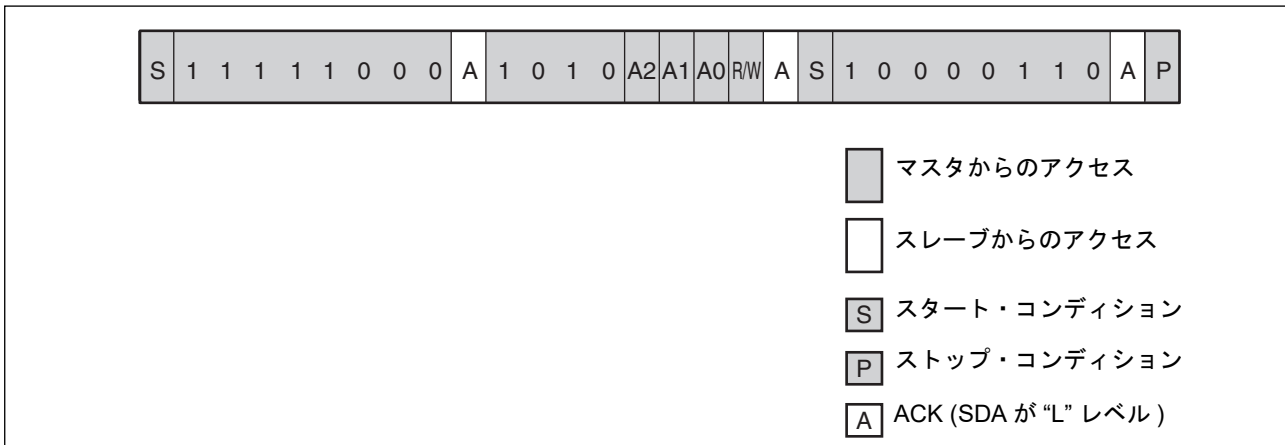 S 1 1 1 1 1 0 0 0 A 1 0 1 0 A2 A1 A0 R/W A S 1 0 0 0 0 1 1 0 A P
マスタからのアクセス
スレーブからのアクセス
S スタート・コンディション
P ストップ・コンディション
A ACK (SDA が “L” レベル )